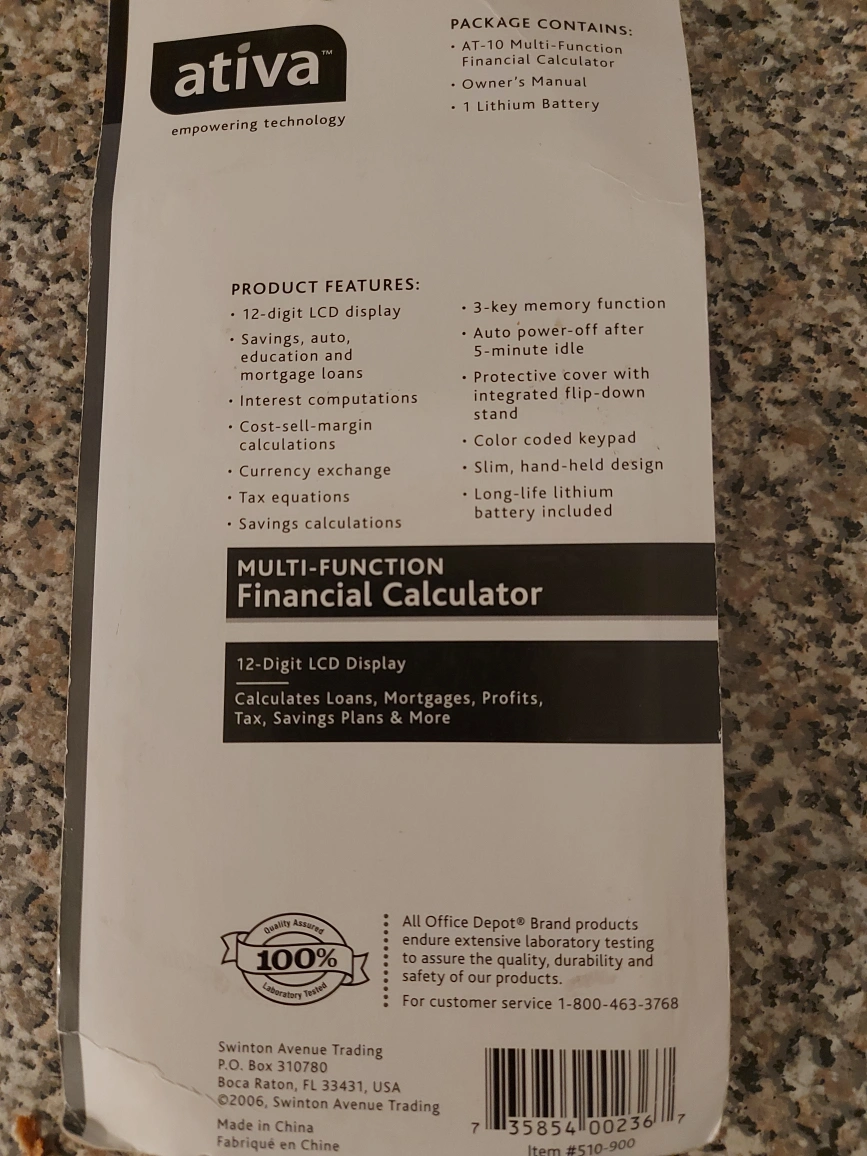 ativa™
empowering technology
PACKAGE CONTAINS:
· AT-10 Multi-Function
Financial Calculator
· Owner's Manual
· 1 Lithium Battery
PRODUCT FEATURES:
· 12-digit LCD display
· Savings, auto,
education and
mortgage loans
· Interest computations
· Cost-sell-margin
calculations
· Currency exchange
· Tax equations
· Savings calculations
· 3-key memory function
· Auto power-off after
5-minute idle
· Protective cover with
integrated flip-down
stand
· Color coded keypad
· Slim, hand-held design
· Long-life lithium
battery included
MULTI-FUNCTION
Financial Calculator
12-Digit LCD Display
Calculates Loans, Mortgages, Profits,
Tax, Savings Plans & More
Quality Assured
100%
Laboratory Tested
All Office Depot® Brand products
endure extensive laboratory testing
to assure the quality, durability and
safety of our products.
For customer service 1-800-463-3768
Swinton Avenue Trading
P.O. Box 310780
Boca Raton, FL 33431, USA
©2006, Swinton Avenue Trading
Made in China
Fabriqué en Chine
7 35854 00236 7
Item #510-900